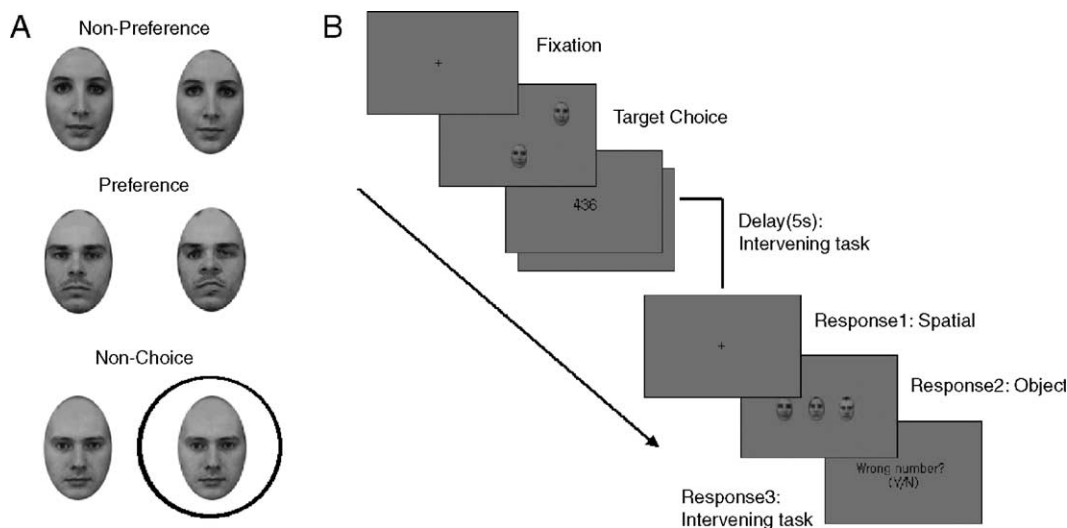 A
Non-Preference
Preference
Non-Choice
B
Fixation
Target Choice
436
Delay(5s):
Intervening task
Response1: Spatial
Response2: Object
Wrong number?
(Y/N)
Response3:
Intervening task